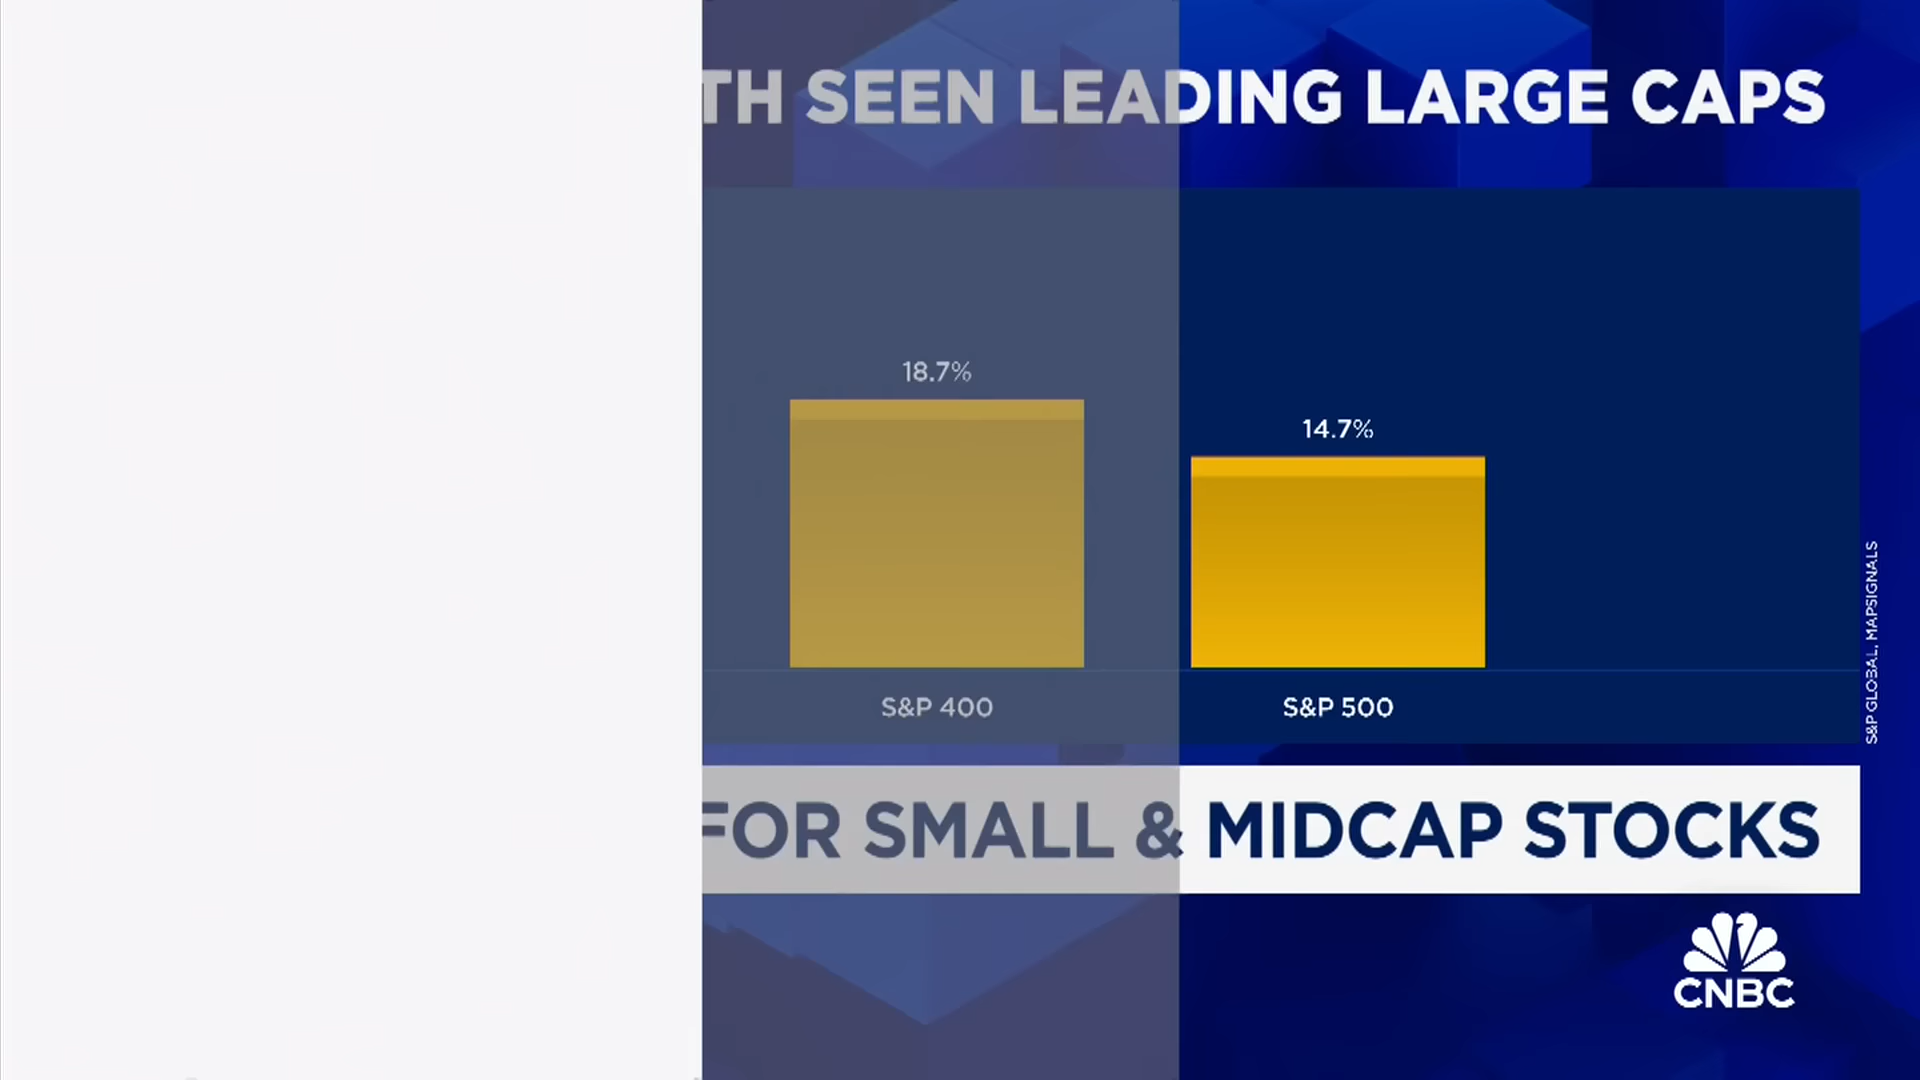 TH SEEN LEADING LARGE CAPS
18.7%
14.7%
S&P 400
S&P 500
S&P GLOBAL, MAPSIGNALS
FOR SMALL & MIDCAP STOCKS
CNBC